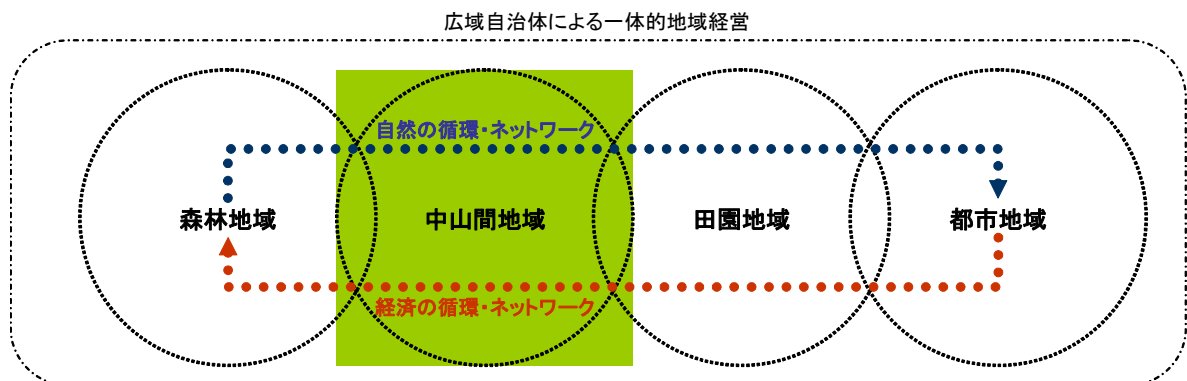 広域自治体による一体的地域経営
自然の循環・ネットワーク
森林地域
中山間地域
田園地域
都市地域
経済の循環・ネットワーク